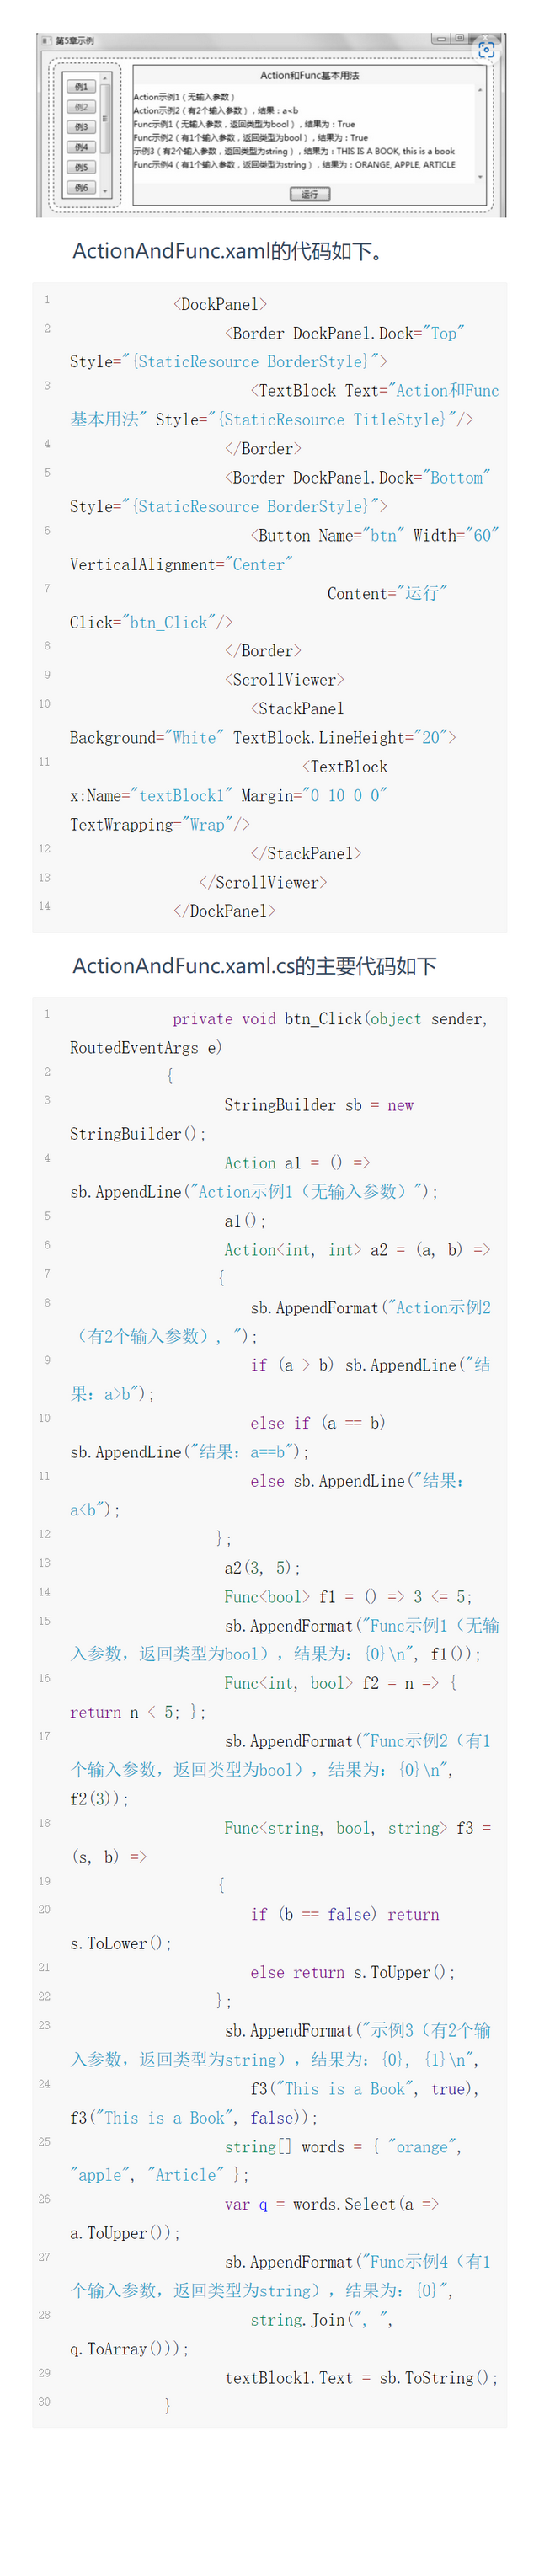 第5章示例
Action和Func基本用法
例1
例2
例3
例4
例5
例6
Action示例1（无输入参数）
Action示例2（有2个输入参数），结果：a<b
Func示例1（无输入参数，返回类型为bool），结果为：True
Func示例2（有1个输入参数，返回类型为bool），结果为：True
示例3（有2个输入参数，返回类型为string），结果为：THIS IS A BOOK, this is a book
Func示例4（有1个输入参数，返回类型为string），结果为：ORANGE, APPLE, ARTICLE
运行
ActionAndFunc.xaml的代码如下。
1 <DockPanel>
2 <Border DockPanel.Dock="Top"
Style="{StaticResource BorderStyle}">
3 <TextBlock Text="Action和Func
基本用法" Style="{StaticResource TitleStyle}"/>
4 </Border>
5 <Border DockPanel.Dock="Bottom"
Style="{StaticResource BorderStyle}">
6 <Button Name="btn" Width="60"
VerticalAlignment="Center"
7 Content="运行"
Click="btn_Click"/>
8 </Border>
9 <ScrollViewer>
10 <StackPanel
Background="White" TextBlock.LineHeight="20">
11 <TextBlock
x:Name="textBlock1" Margin="0 10 0 0"
TextWrapping="Wrap"/>
12 </StackPanel>
13 </ScrollViewer>
14 </DockPanel>
ActionAndFunc.xaml.cs的主要代码如下
1 private void btn_Click(object sender,
RoutedEventArgs e)
2 {
3 StringBuilder sb = new
StringBuilder();
4 Action a1 = () =>
sb.AppendLine("Action示例1（无输入参数）");
5 a1();
6 Action<int, int> a2 = (a, b) =>
7 {
8 sb.AppendFormat("Action示例2
（有2个输入参数）, ");
9 if (a > b) sb.AppendLine("结
果：a>b");
10 else if (a == b)
sb.AppendLine("结果：a==b");
11 else sb.AppendLine("结果：
a<b");
12 };
13 a2(3, 5);
14 Func<bool> f1 = () => 3 <= 5;
15 sb.AppendFormat("Func示例1（无输
入参数，返回类型为bool），结果为：{0}\n", f1());
16 Func<int, bool> f2 = n => {
return n < 5; };
17 sb.AppendFormat("Func示例2（有1
个输入参数，返回类型为bool），结果为：{0}\n",
f2(3));
18 Func<string, bool, string> f3 =
(s, b) =>
19 {
20 if (b == false) return
s.ToLower();
21 else return s.ToUpper();
22 };
23 sb.AppendFormat("示例3（有2个输
入参数，返回类型为string），结果为：{0}, {1}\n",
24 f3("This is a Book", true),
f3("This is a Book", false));
25 string[] words = { "orange",
"apple", "Article" };
26 var q = words.Select(a =>
a.ToUpper());
27 sb.AppendFormat("Func示例4（有1
个输入参数，返回类型为string），结果为：{0}",
28 string.Join(", ",
q.ToArray()));
29 textBlock1.Text = sb.ToString();
30 }